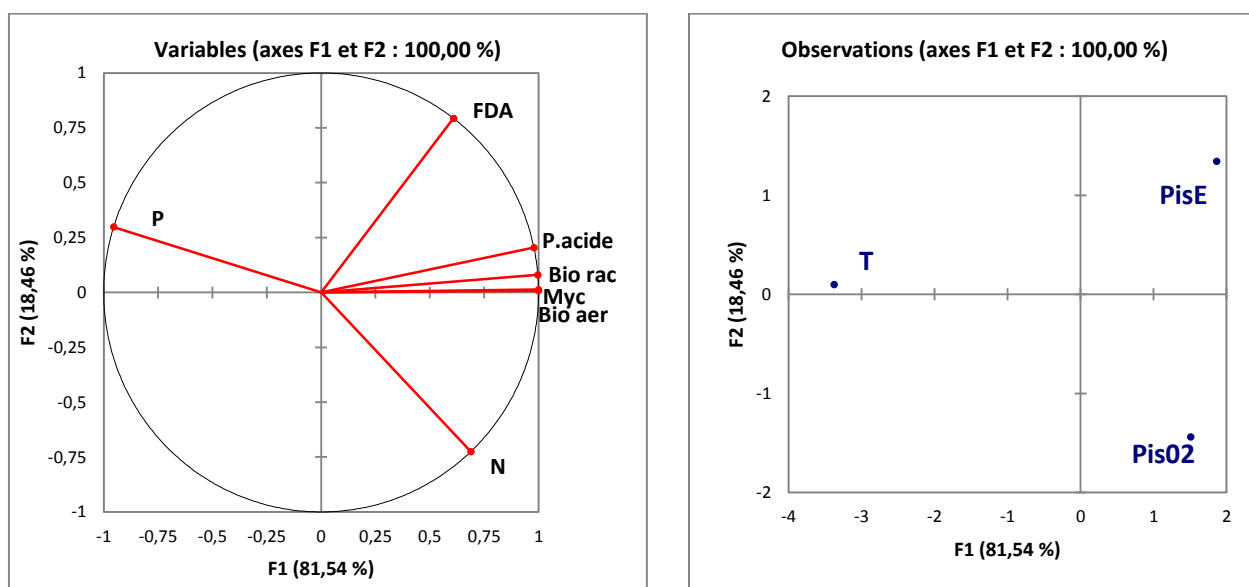 Variables (axes F1 et F2 : 100,00 %)
1
0,75
0,5
0,25
0
-0,25
-0,5
-0,75
-1
F2 (18,46 %)
FDA
P
P.acide
Bio rac
Myc
Bio aer
N
-1 -0,75 -0,5 -0,25 0 0,25 0,5 0,75 1
F1 (81,54 %)
Observations (axes F1 et F2 : 100,00 %)
2
1
0
-1
-2
F2 (18,46 %)
PisE
T
Pis02
-4 -3 -2 -1 0 1 2
F1 (81,54 %)